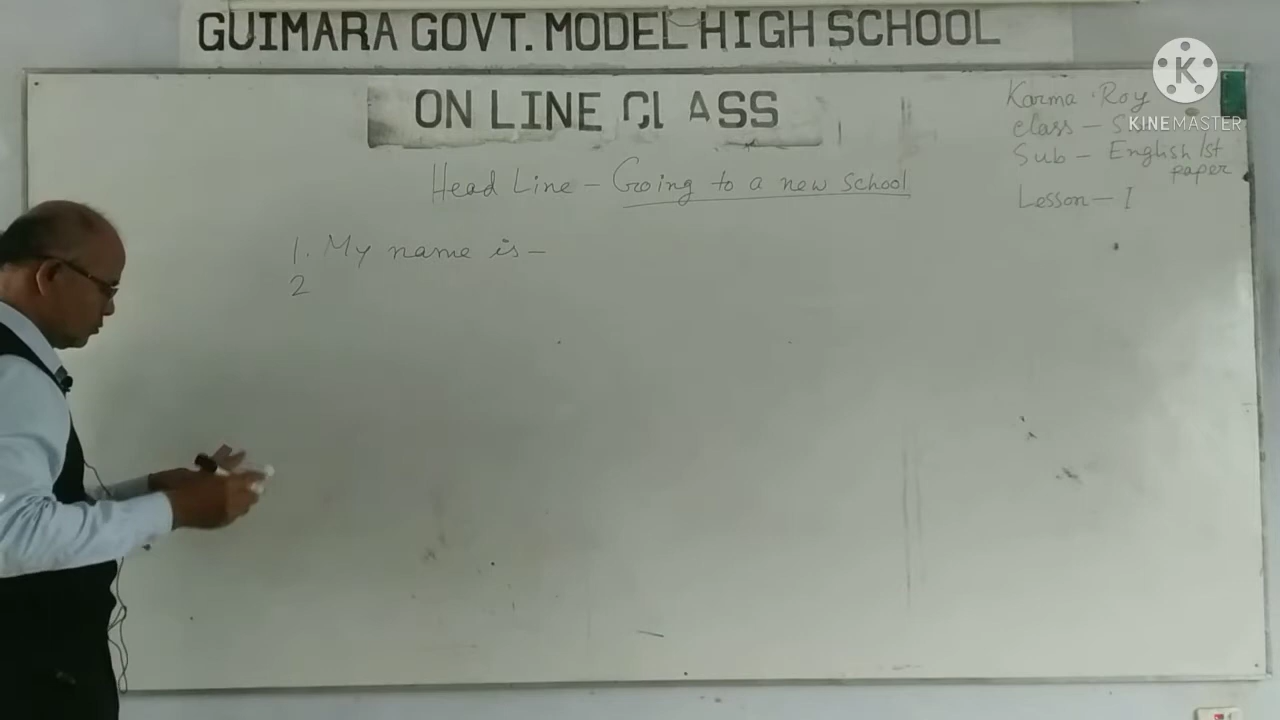 GUIMARA GOVT. MODEL HIGH SCHOOL
ON LINE CLASS
Head Line - Going to a new school
1. My name is -
2
Karma Roy
class -
Sub - English 1st
paper
Lesson - I
K
KINEMASTER